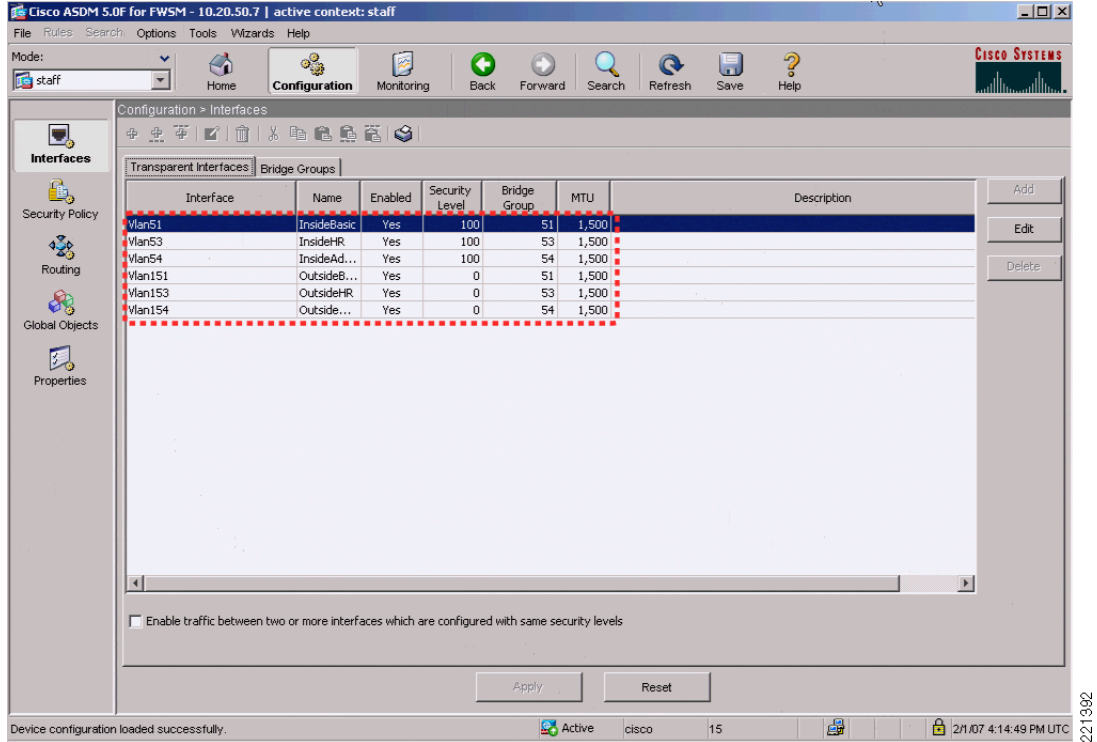 Cisco ASDM 5.0F for FWSM - 10.20.50.7 | active context: staff
File Rules Search Options Tools Wizards Help
Mode:
staff
Home Configuration Monitoring Back Forward Search Refresh Save Help
CISCO SYSTEMS
Configuration > Interfaces
Interfaces
Security Policy
Routing
Global Objects
Properties
Transparent Interfaces Bridge Groups
Interface Name Enabled Security Level Bridge Group MTU Description
Vlan51 InsideBasic Yes 100 51 1,500
Vlan53 InsideHR Yes 100 53 1,500
Vlan54 InsideAd... Yes 100 54 1,500
Vlan151 OutsideB... Yes 0 51 1,500
Vlan153 OutsideHR Yes 0 53 1,500
Vlan154 Outside... Yes 0 54 1,500
Add
Edit
Delete
Enable traffic between two or more interfaces which are configured with same security levels
Apply Reset
Device configuration loaded successfully. Active cisco 15 2/1/07 4:14:49 PM UTC
221392